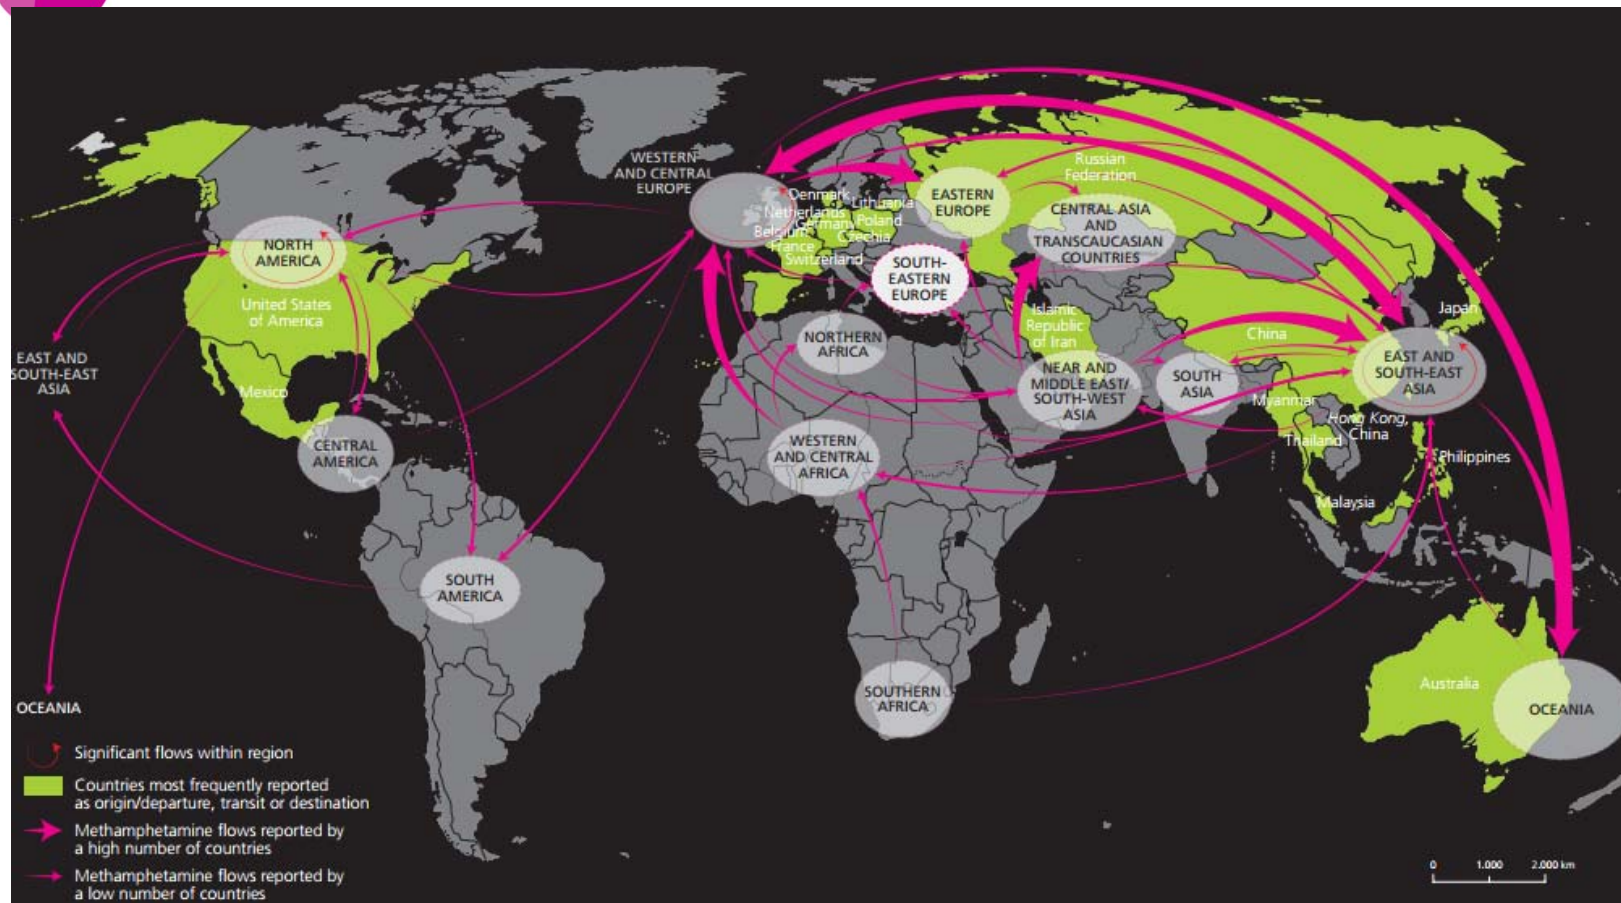 WESTERN
AND CENTRAL
EUROPE
Denmark
Lithuania
Netherlands
Germany
Poland
Belgium
Czechia
France
Switzerland
EASTERN
EUROPE
Russian
Federation
CENTRAL ASIA
AND
TRANSCAUCASIAN
COUNTRIES
NORTH
AMERICA
United States
of America
SOUTH-
EASTERN
EUROPE
Islamic
Republic
of Iran
Japan
China
NORTHERN
AFRICA
EAST AND
SOUTH-EAST
ASIA
NEAR AND
MIDDLE EAST/
SOUTH-WEST
ASIA
SOUTH
ASIA
EAST AND
SOUTH-EAST
ASIA
Mexico
Myanmar
Hong Kong,
China
Thailand
CENTRAL
AMERICA
WESTERN
AND CENTRAL
AFRICA
Philippines
Malaysia
SOUTH
AMERICA
SOUTHERN
AFRICA
Australia
OCEANIA
OCEANIA
Significant flows within region
Countries most frequently reported
as origin/departure, transit or destination
Methamphetamine flows reported by
a high number of countries
Methamphetamine flows reported by
a low number of countries
0 1.000 2.000 km